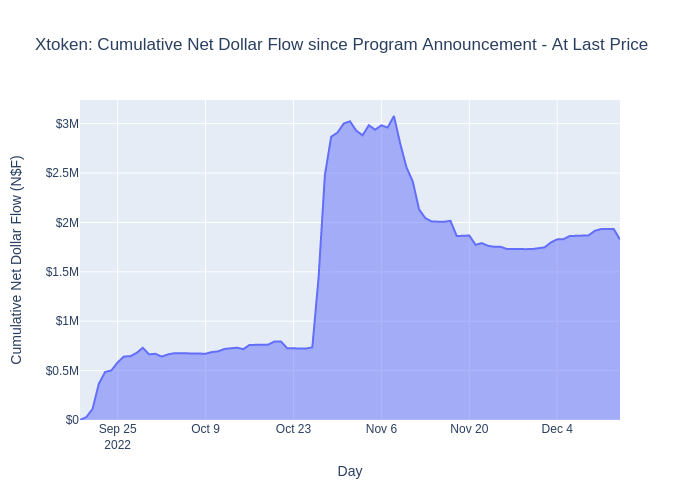 Xtoken: Cumulative Net Dollar Flow since Program Announcement - At Last Price
Cumulative Net Dollar Flow (N$F)
$3M
$2.5M
$2M
$1.5M
$1M
$0.5M
$0
Sep 25
2022
Oct 9
Oct 23
Nov 6
Nov 20
Dec 4
Day